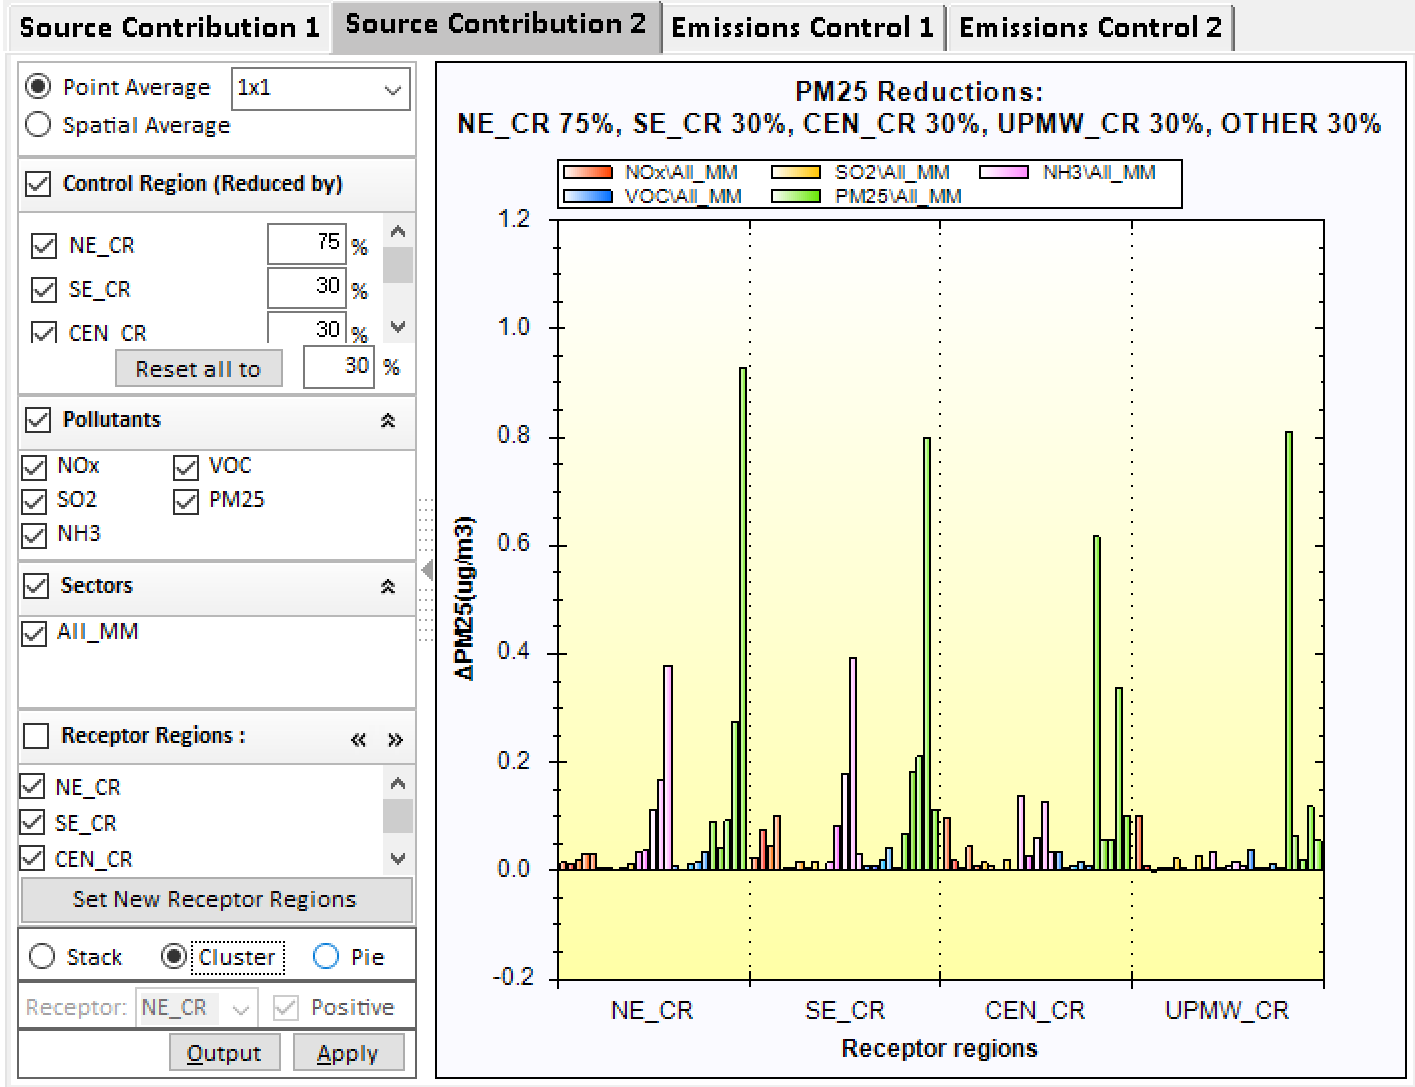 Source Contribution 1
Source Contribution 2
Emissions Control 1
Emissions Control 2
Point Average
1x1
Spatial Average
Control Region (Reduced by)
NE_CR 75 %
SE_CR 30 %
CEN_CR 30 %
Reset all to 30 %
Pollutants
NOx VOC
SO2 PM25
NH3
Sectors
All_MM
Receptor Regions : « »
NE_CR
SE_CR
CEN_CR
Set New Receptor Regions
Stack Cluster Pie
Receptor: NE_CR Positive
Output Apply
PM25 Reductions:
NE_CR 75%, SE_CR 30%, CEN_CR 30%, UPMW_CR 30%, OTHER 30%
NOx\All_MM SO2\All_MM NH3\All_MM
VOC\All_MM PM25\All_MM
1.2
1.0
0.8
0.6
0.4
0.2
0.0
-0.2
ΔPM25(ug/m3)
NE_CR SE_CR CEN_CR UPMW_CR
Receptor regions